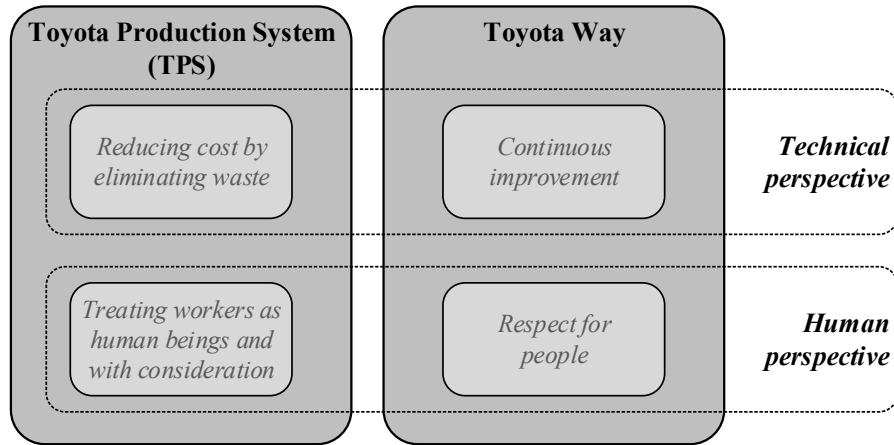 Toyota Production System
(TPS)
Toyota Way
Reducing cost by
eliminating waste
Continuous
improvement
Technical
perspective
Treating workers as
human beings and
with consideration
Respect for
people
Human
perspective